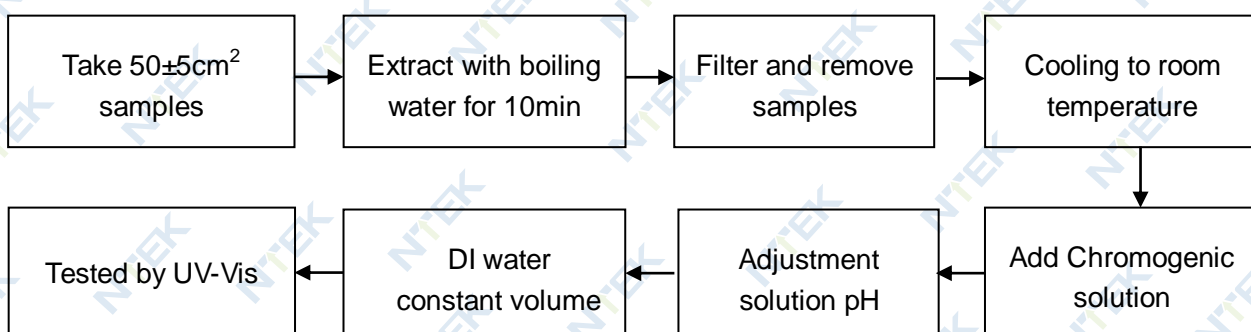 Take 50±5cm²
samples
Extract with boiling
water for 10min
Filter and remove
samples
Cooling to room
temperature
Add Chromogenic
solution
Adjustment
solution pH
DI water
constant volume
Tested by UV-Vis
NTEK